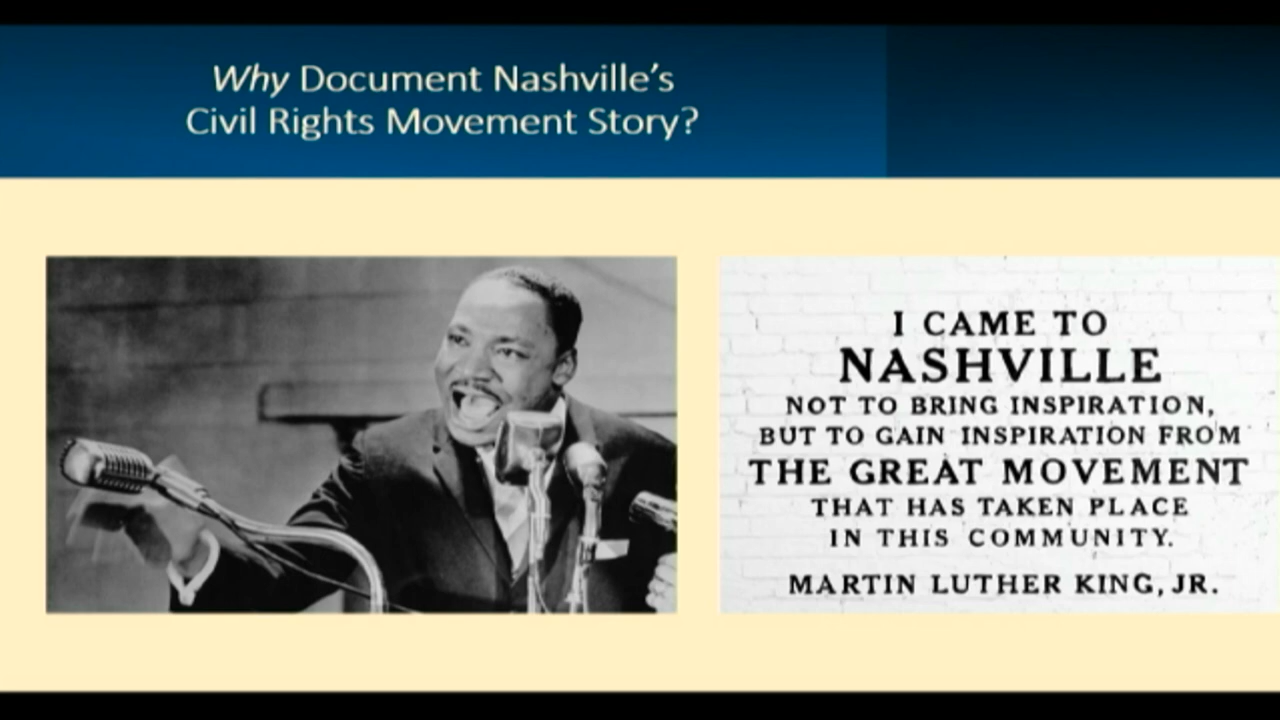 Why Document Nashville's
Civil Rights Movement Story?
I CAME TO
NASHVILLE
NOT TO BRING INSPIRATION,
BUT TO GAIN INSPIRATION FROM
THE GREAT MOVEMENT
THAT HAS TAKEN PLACE
IN THIS COMMUNITY.
MARTIN LUTHER KING, JR.